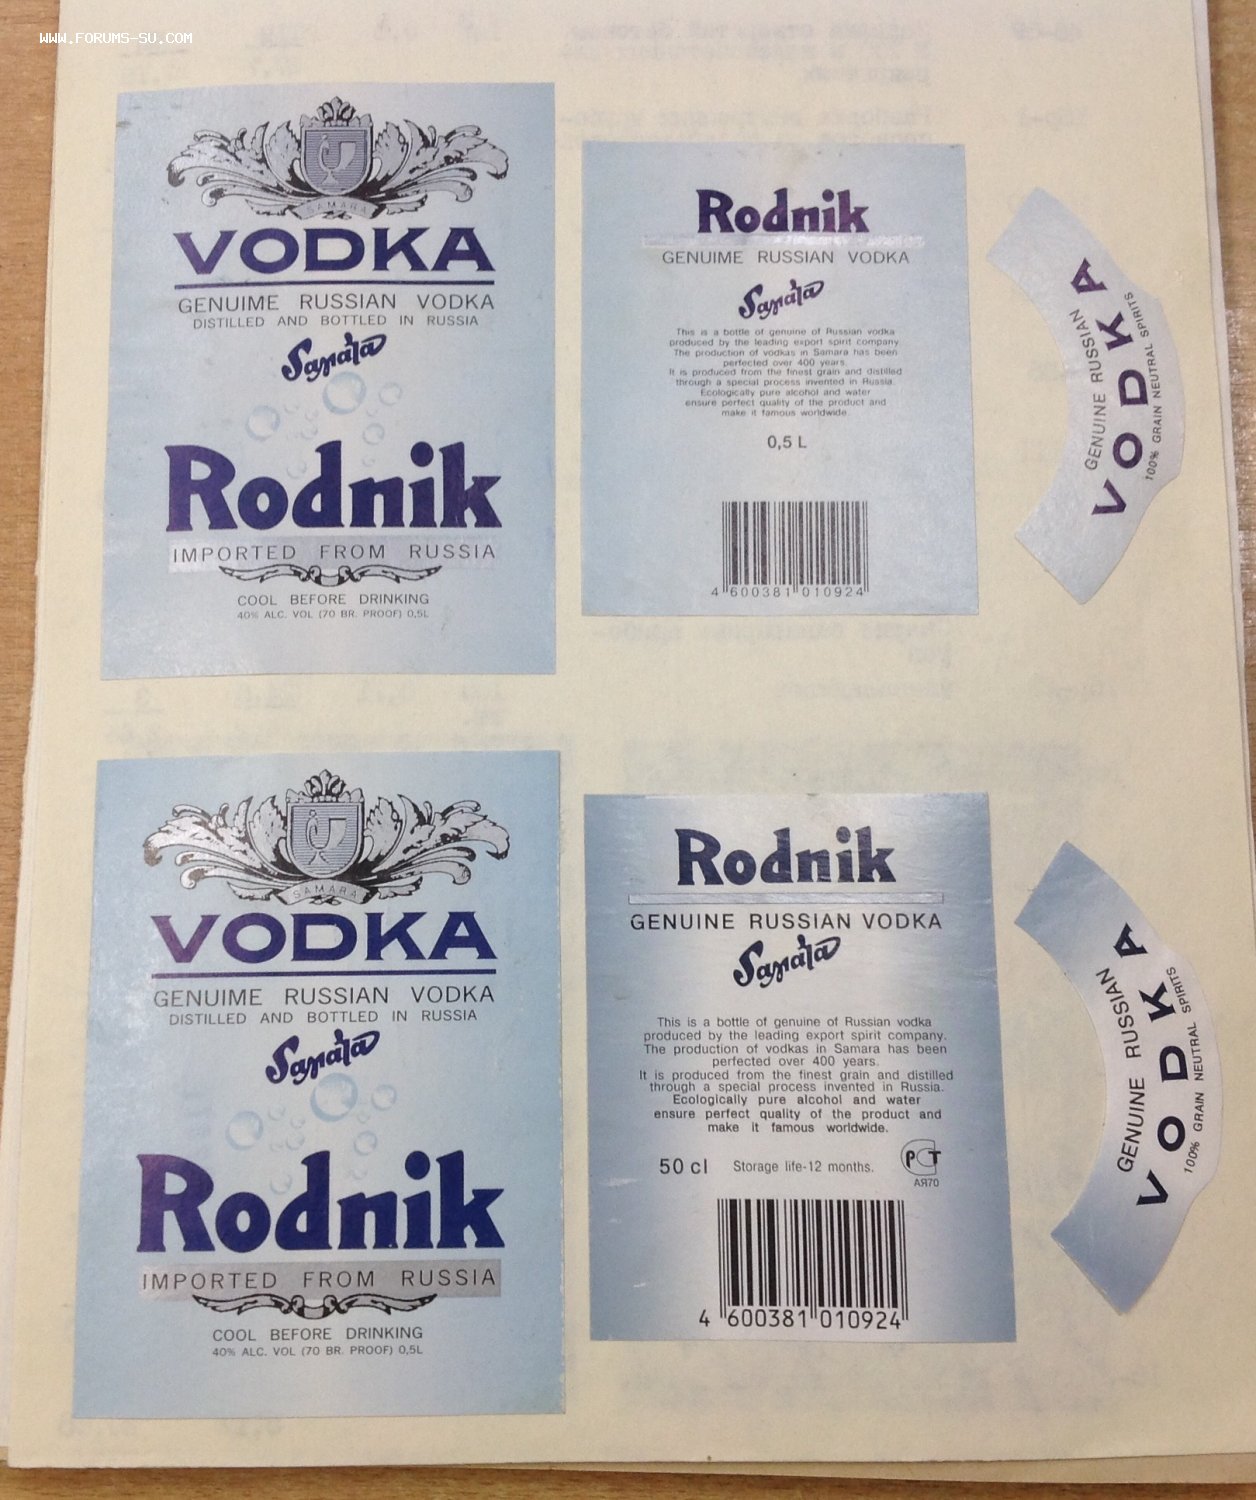 www.FORUMS-SU.COM
SAMARA
VODKA
GENUIME RUSSIAN VODKA
DISTILLED AND BOTTLED IN RUSSIA
Rodnik
IMPORTED FROM RUSSIA
COOL BEFORE DRINKING
40% ALC. VOL (70 BR. PROOF) 0,5L
Rodnik
GENUIME RUSSIAN VODKA
This is a bottle of genuine of Russian vodka
produced by the leading export spirit company
The production of vodkas in Samara has been
perfected over 400 years.
It is produced from the finest grain and distilled
through a special process invented in Russia.
Ecologically pure alcohol and water
ensure perfect quality of the product and
make it famous worldwide.
0,5 L
4 600381 010924
GENUINE RUSSIAN
VODKA
100% GRAIN NEUTRAL SPIRITS
SAMARA
VODKA
GENUIME RUSSIAN VODKA
DISTILLED AND BOTTLED IN RUSSIA
Rodnik
IMPORTED FROM RUSSIA
COOL BEFORE DRINKING
40% ALC. VOL (70 BR. PROOF) 0,5L
Rodnik
GENUINE RUSSIAN VODKA
This is a bottle of genuine of Russian vodka
produced by the leading export spirit company.
The production of vodkas in Samara has been
perfected over 400 years.
It is produced from the finest grain and distilled
through a special process invented in Russia.
Ecologically pure alcohol and water
ensure perfect quality of the product and
make it famous worldwide.
50 cl Storage life-12 months.
АЯ70
4 600381 010924
GENUINE RUSSIAN
VODKA
100% GRAIN NEUTRAL SPIRITS